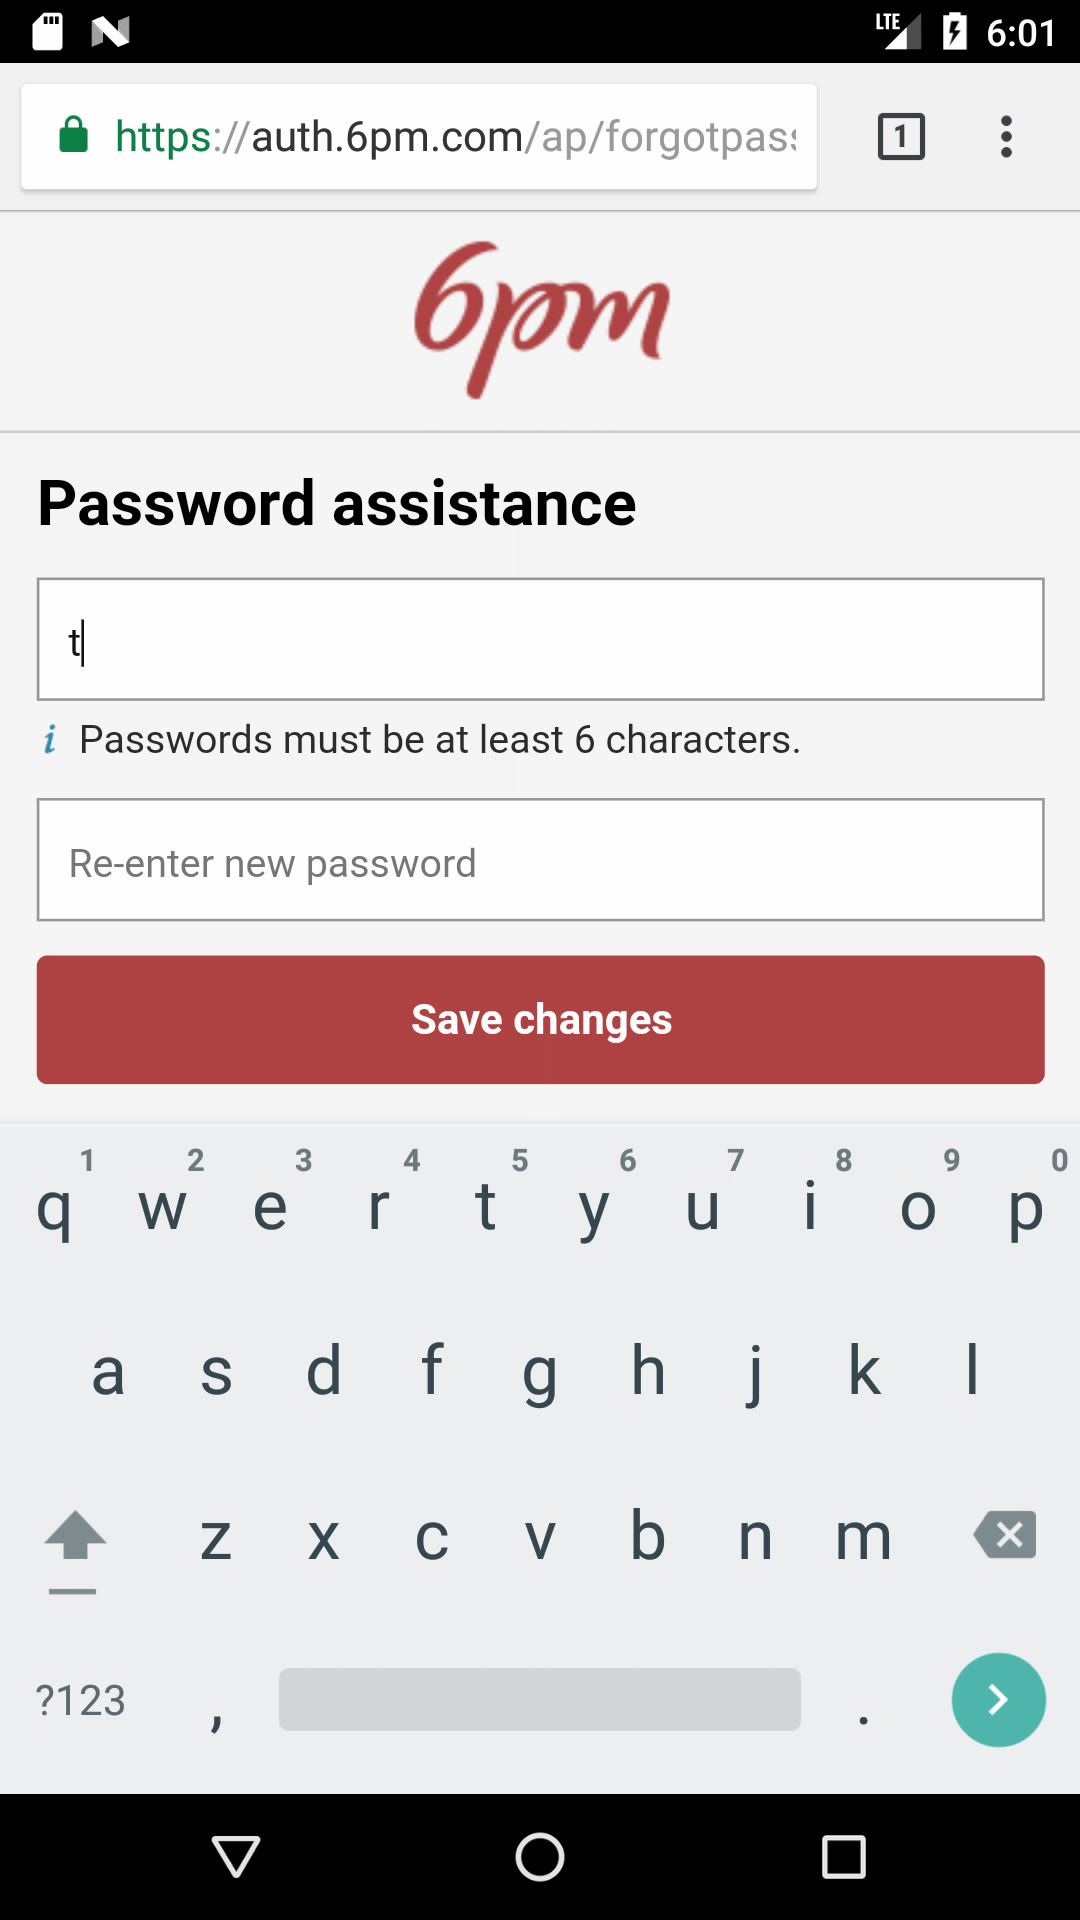 LTE 6:01
https://auth.6pm.com/ap/forgotpas
1
6pm
Password assistance
t
i Passwords must be at least 6 characters.
Re-enter new password
Save changes
1 2 3 4 5 6 7 8 9 0
q w e r t y u i o p
a s d f g h j k l
z x c v b n m
?123 , .